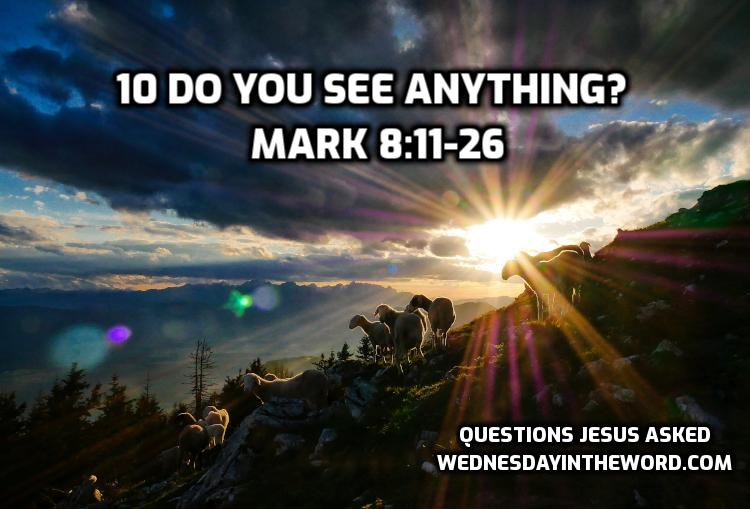 10 DO YOU SEE ANYTHING?
MARK 8:11-26
QUESTIONS JESUS ASKED
WEDNESDAYINTHEWORD.COM